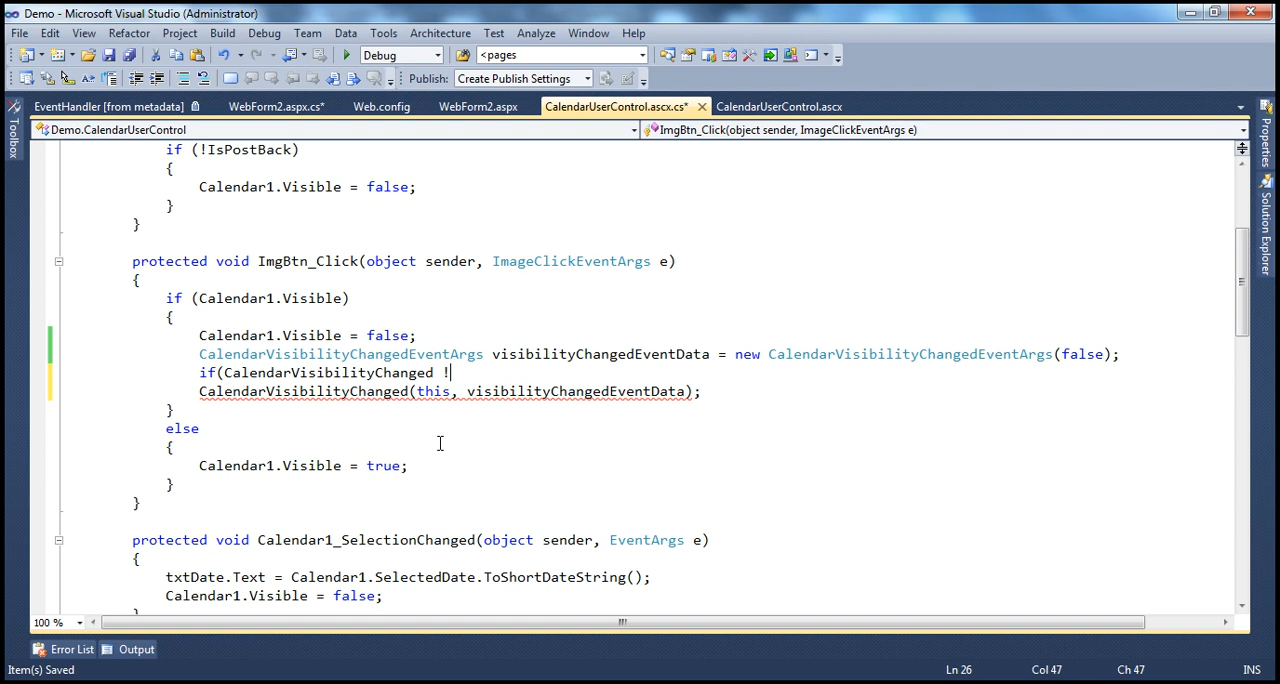 Demo - Microsoft Visual Studio (Administrator)
File Edit View Refactor Project Build Debug Team Data Tools Architecture Test Analyze Window Help
Debug <pages
Publish: Create Publish Settings
EventHandler [from metadata] WebForm2.aspx.cs* Web.config WebForm2.aspx CalendarUserControl.ascx.cs* CalendarUserControl.ascx
Demo.CalendarUserControl ImgBtn_Click(object sender, ImageClickEventArgs e)
Toolbox
Properties
Solution Explorer
if (!IsPostBack)
{
Calendar1.Visible = false;
}
}
protected void ImgBtn_Click(object sender, ImageClickEventArgs e)
{
if (Calendar1.Visible)
{
Calendar1.Visible = false;
CalendarVisibilityChangedEventArgs visibilityChangedEventData = new CalendarVisibilityChangedEventArgs(false);
if(CalendarVisibilityChanged !
CalendarVisibilityChanged(this, visibilityChangedEventData);
}
else
{
Calendar1.Visible = true;
}
}
protected void Calendar1_SelectionChanged(object sender, EventArgs e)
{
txtDate.Text = Calendar1.SelectedDate.ToShortDateString();
Calendar1.Visible = false;
}
100 %
Error List Output
Item(s) Saved Ln 26 Col 47 Ch 47 INS